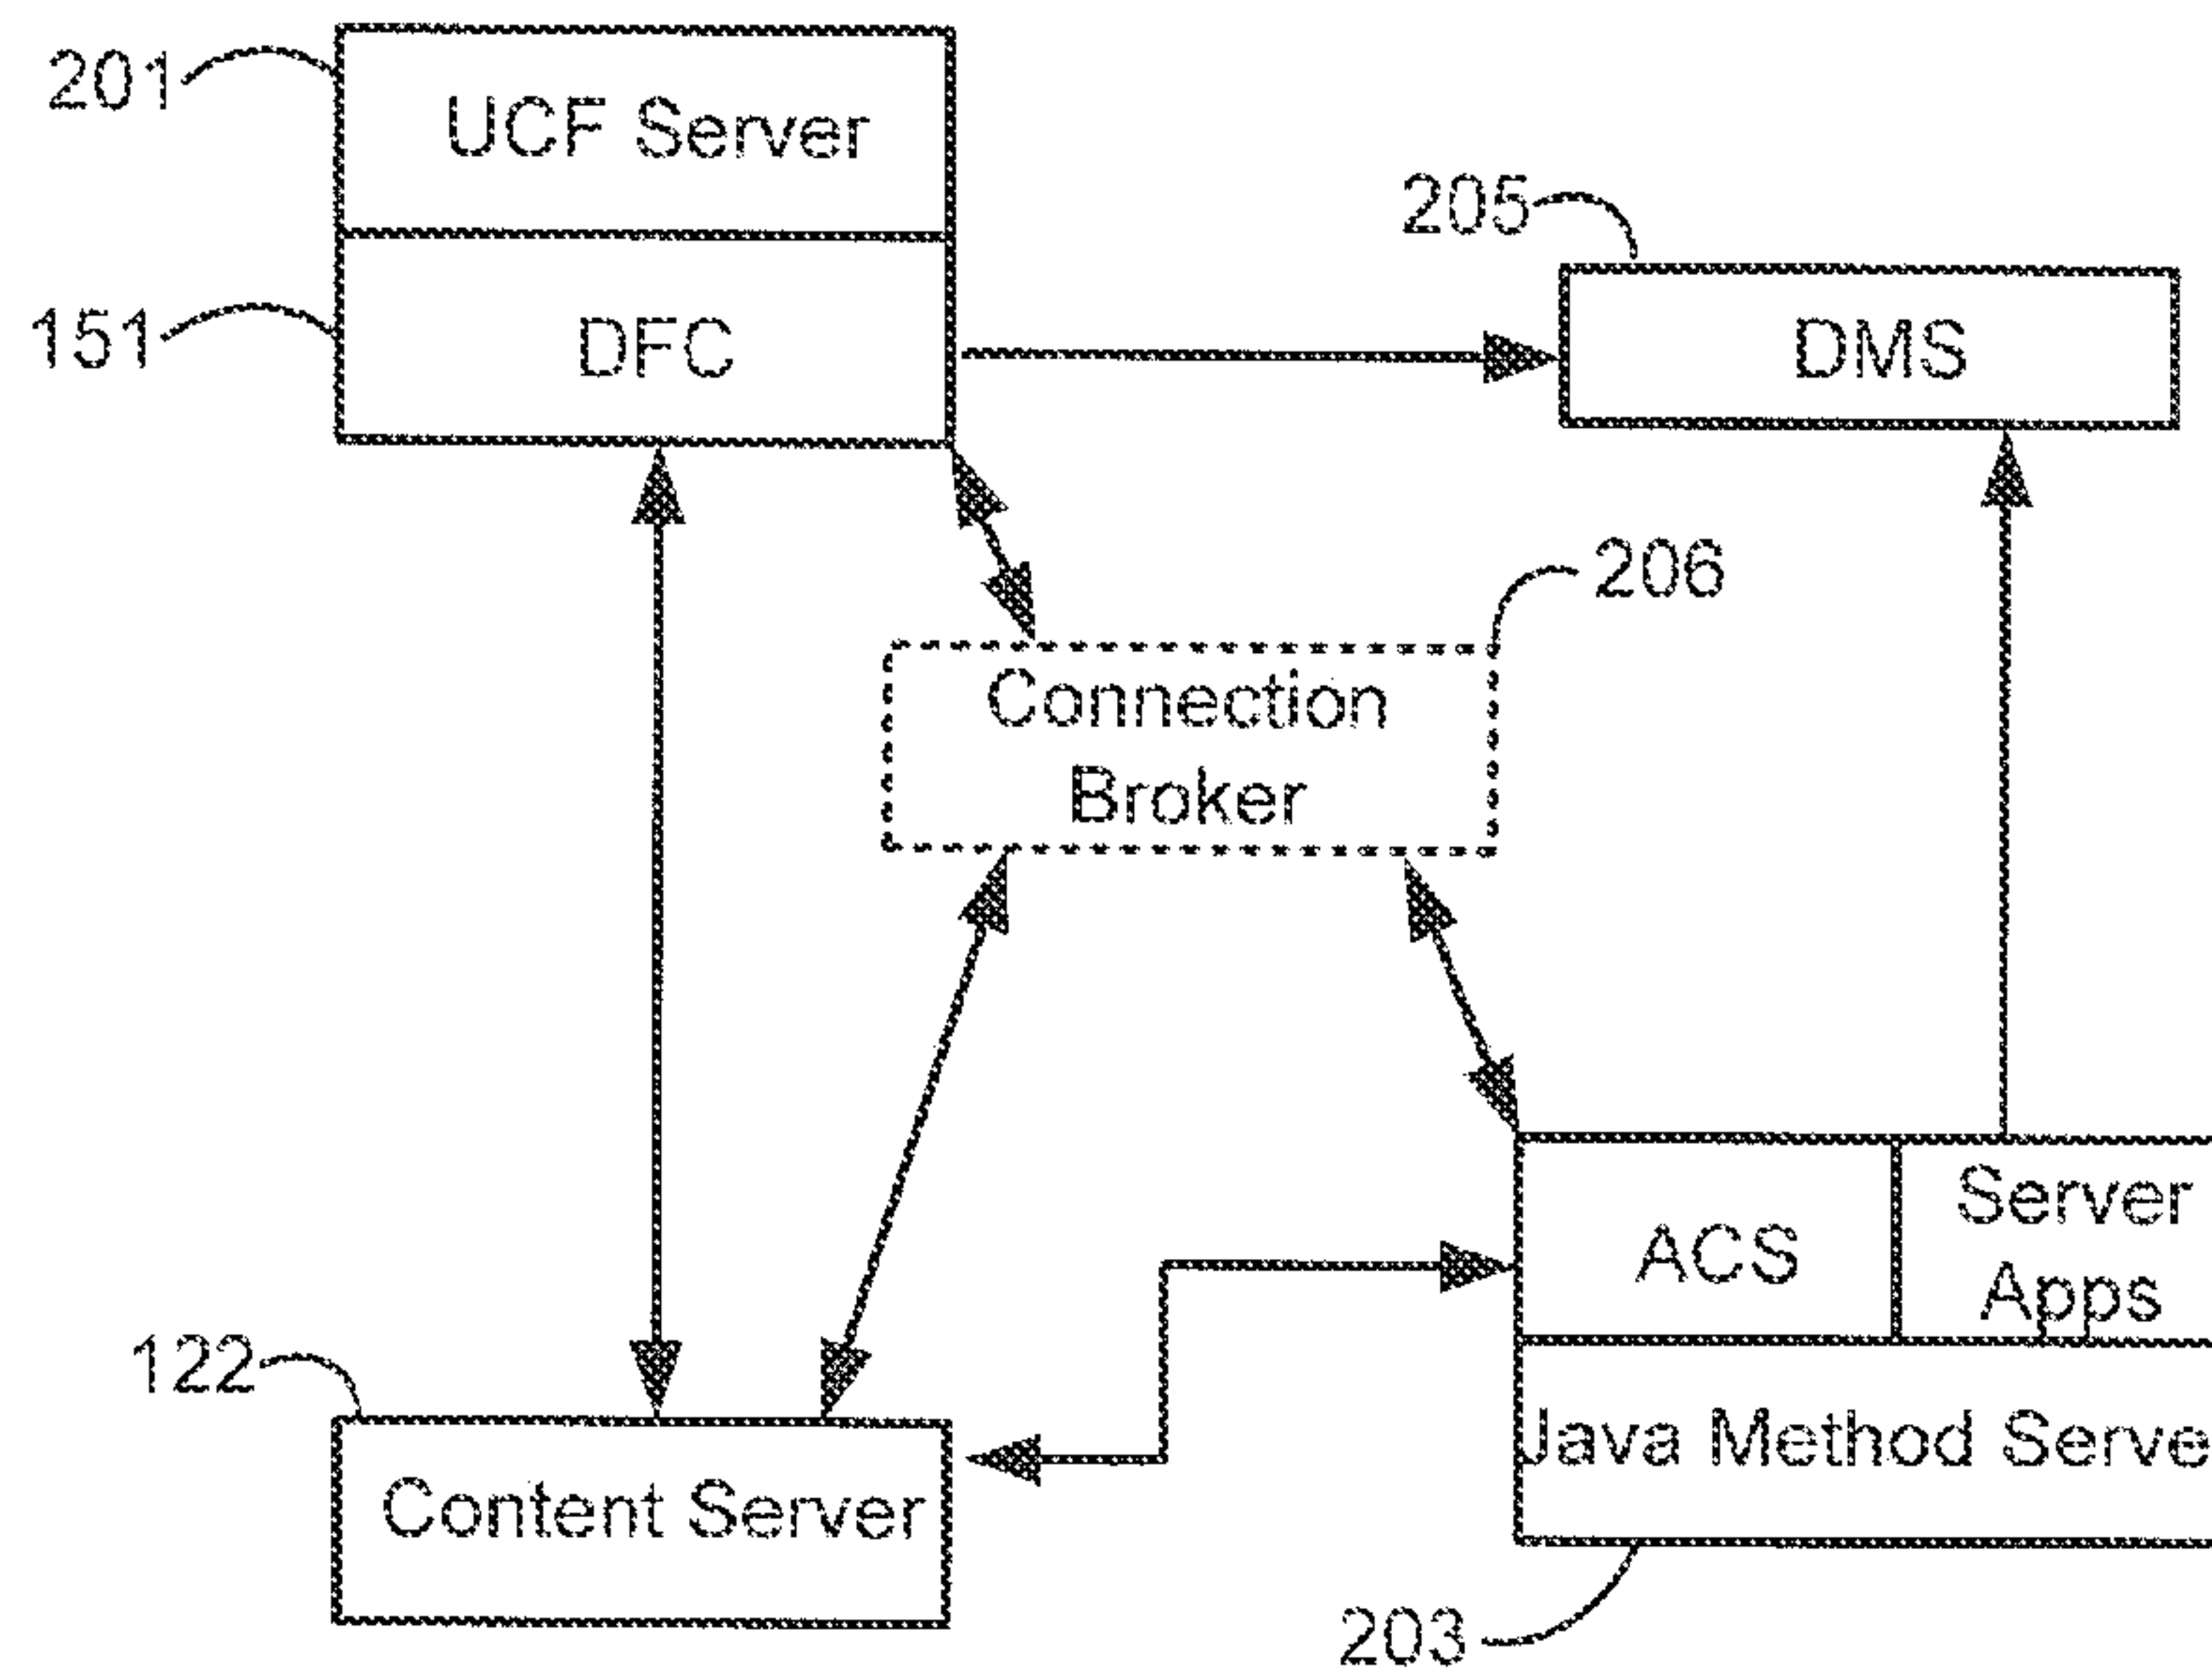 201
UCF Server
205
151
DFC
DMS
206
Connection
Broker
Server
ACS
Apps
122
Java Method Serve
Content Server
203